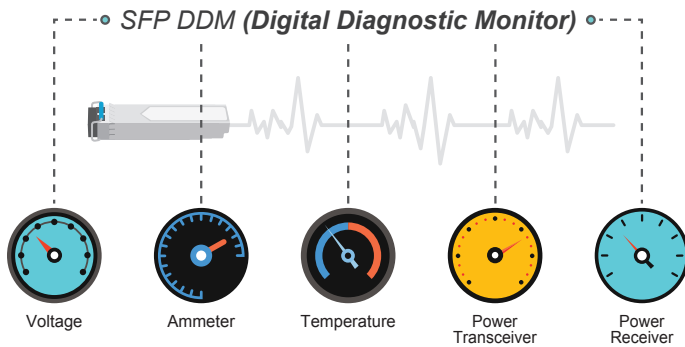 SFP DDM (Digital Diagnostic Monitor)
Voltage
Ammeter
Temperature
Power
Transceiver
Power
Receiver